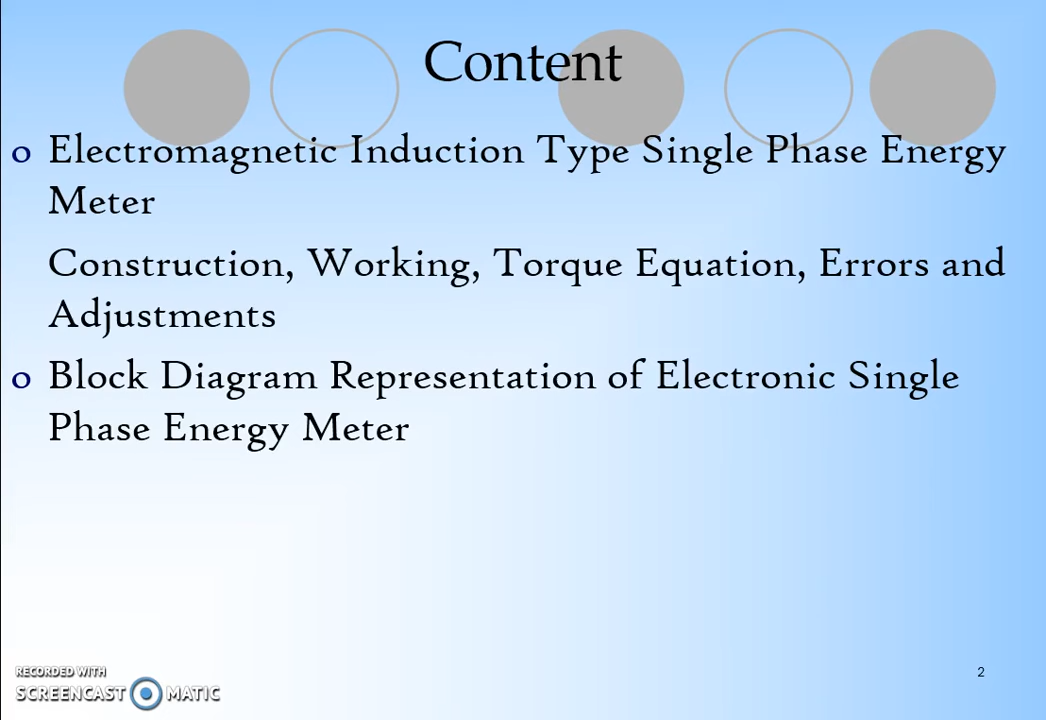 Content
o Electromagnetic Induction Type Single Phase Energy
Meter
Construction, Working, Torque Equation, Errors and
Adjustments
o Block Diagram Representation of Electronic Single
Phase Energy Meter
RECORDED WITH
SCREENCAST MATIC
2